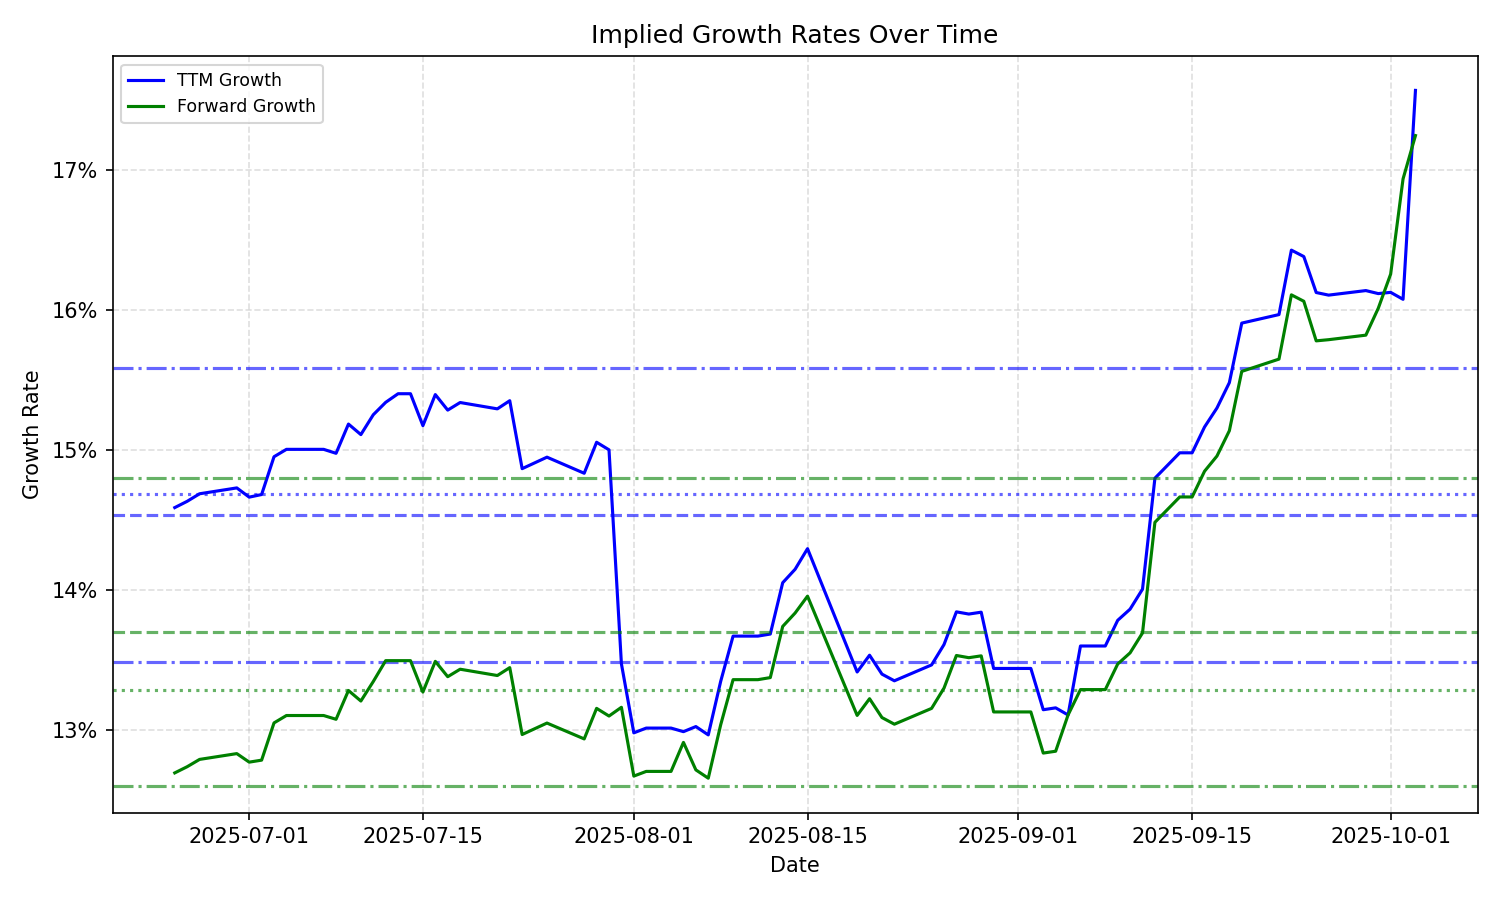 Implied Growth Rates Over Time
TTM Growth
Forward Growth
17%
16%
15%
14%
13%
Growth Rate
2025-07-01
2025-07-15
2025-08-01
2025-08-15
2025-09-01
2025-09-15
2025-10-01
Date